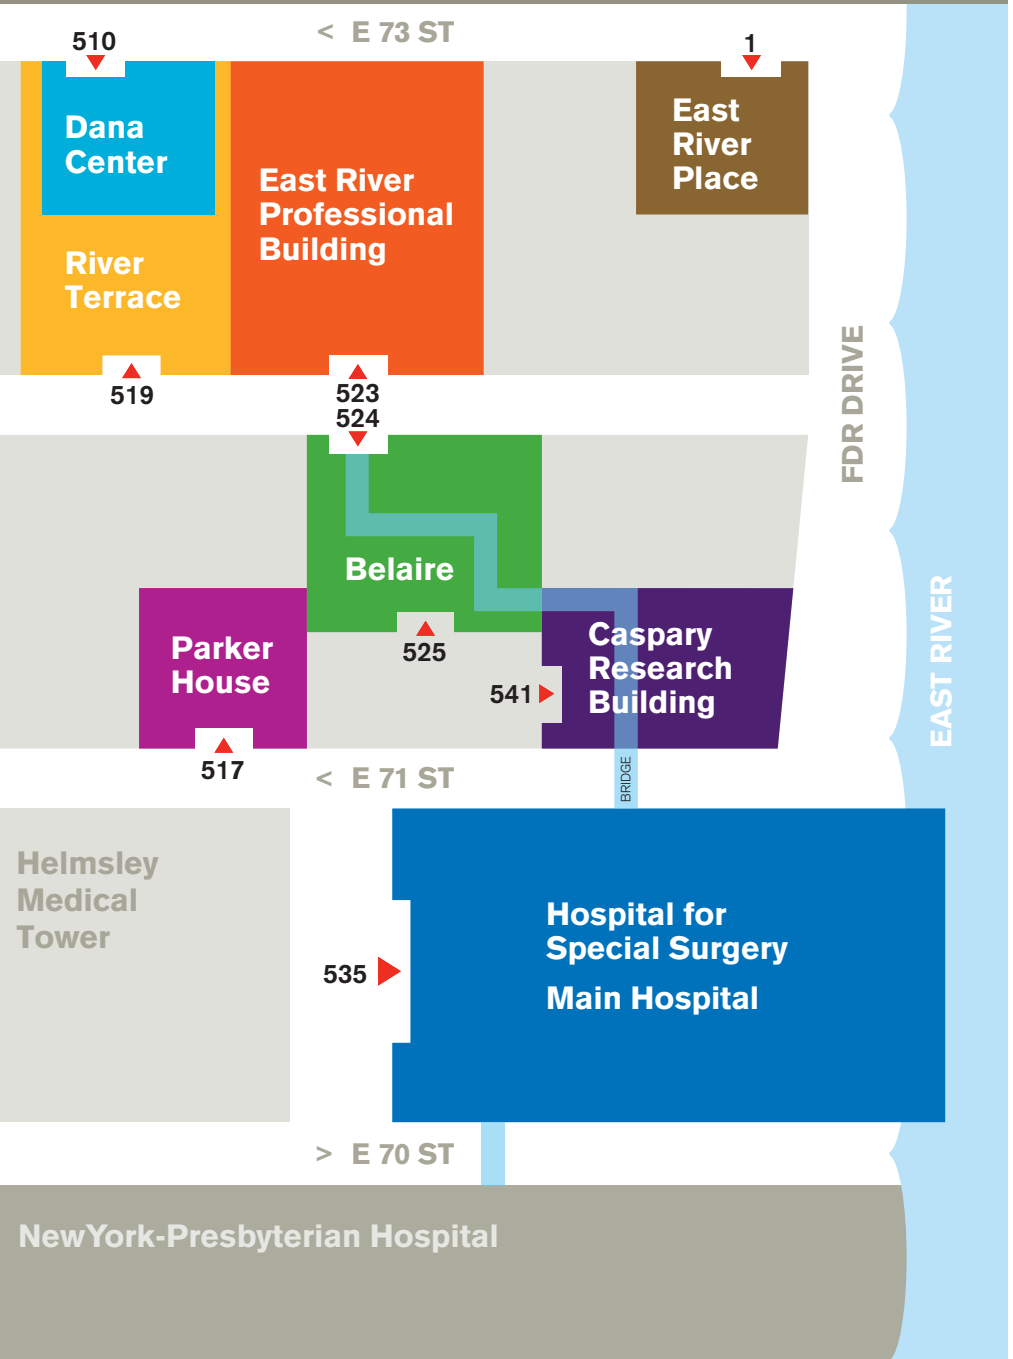 < E 73 ST
510
1
Dana
Center
East
River
Place
East River
Professional
Building
River
Terrace
519
523
524
FDR DRIVE
Belaire
EAST RIVER
Parker
House
525
Caspary
Research
Building
541
517
< E 71 ST
BRIDGE
Helmsley
Medical
Tower
Hospital for
Special Surgery
Main Hospital
535
> E 70 ST
NewYork-Presbyterian Hospital